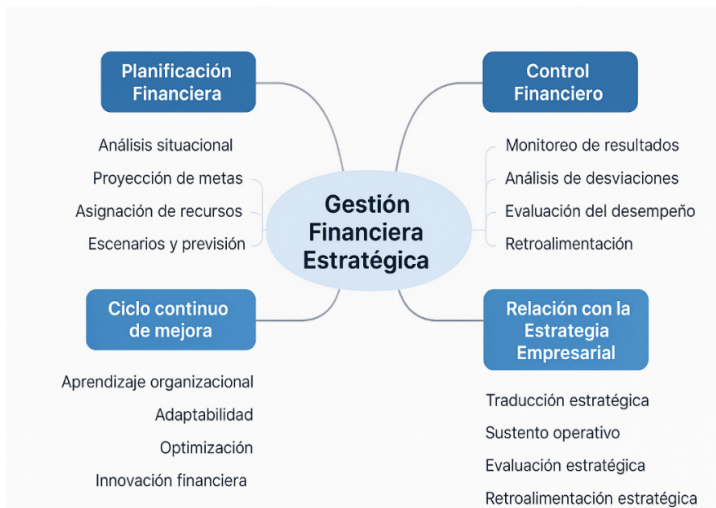 Planificación
Financiera
Análisis situacional
Proyección de metas
Asignación de recursos
Escenarios y previsión
Control
Financiero
Monitoreo de resultados
Análisis de desviaciones
Evaluación del desempeño
Retroalimentación
Gestión
Financiera
Estratégica
Ciclo continuo
de mejora
Aprendizaje organizacional
Adaptabilidad
Optimización
Innovación financiera
Relación con la
Estrategia
Empresarial
Traducción estratégica
Sustento operativo
Evaluación estratégica
Retroalimentación estratégica